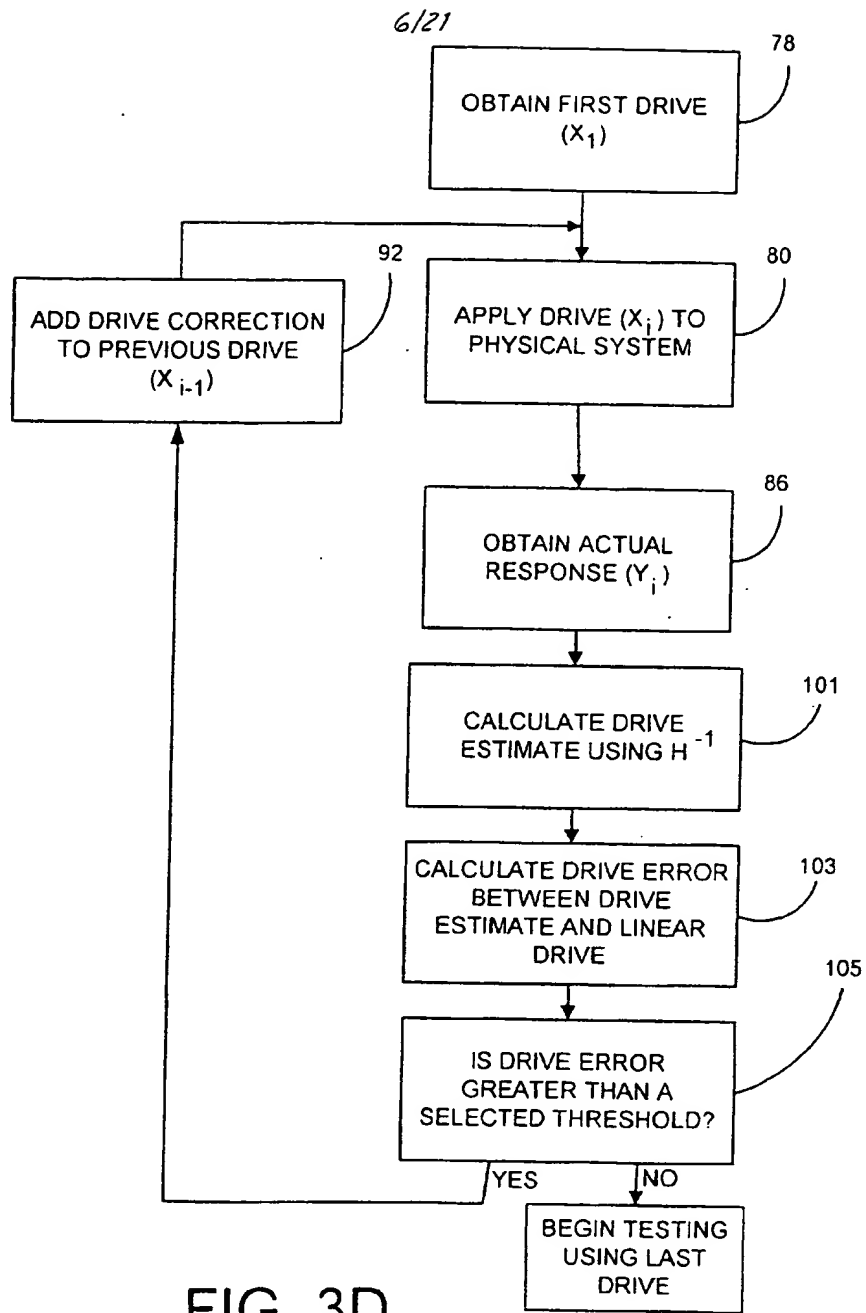 6/21
78
OBTAIN FIRST DRIVE
(X1)
92
80
ADD DRIVE CORRECTION
TO PREVIOUS DRIVE
(X i-1)
APPLY DRIVE (Xi) TO
PHYSICAL SYSTEM
86
OBTAIN ACTUAL
RESPONSE (Yi)
101
CALCULATE DRIVE
ESTIMATE USING H-1
103
CALCULATE DRIVE ERROR
BETWEEN DRIVE
ESTIMATE AND LINEAR
DRIVE
105
IS DRIVE ERROR
GREATER THAN A
SELECTED THRESHOLD?
YES
NO
BEGIN TESTING
USING LAST
DRIVE
FIG. 3D